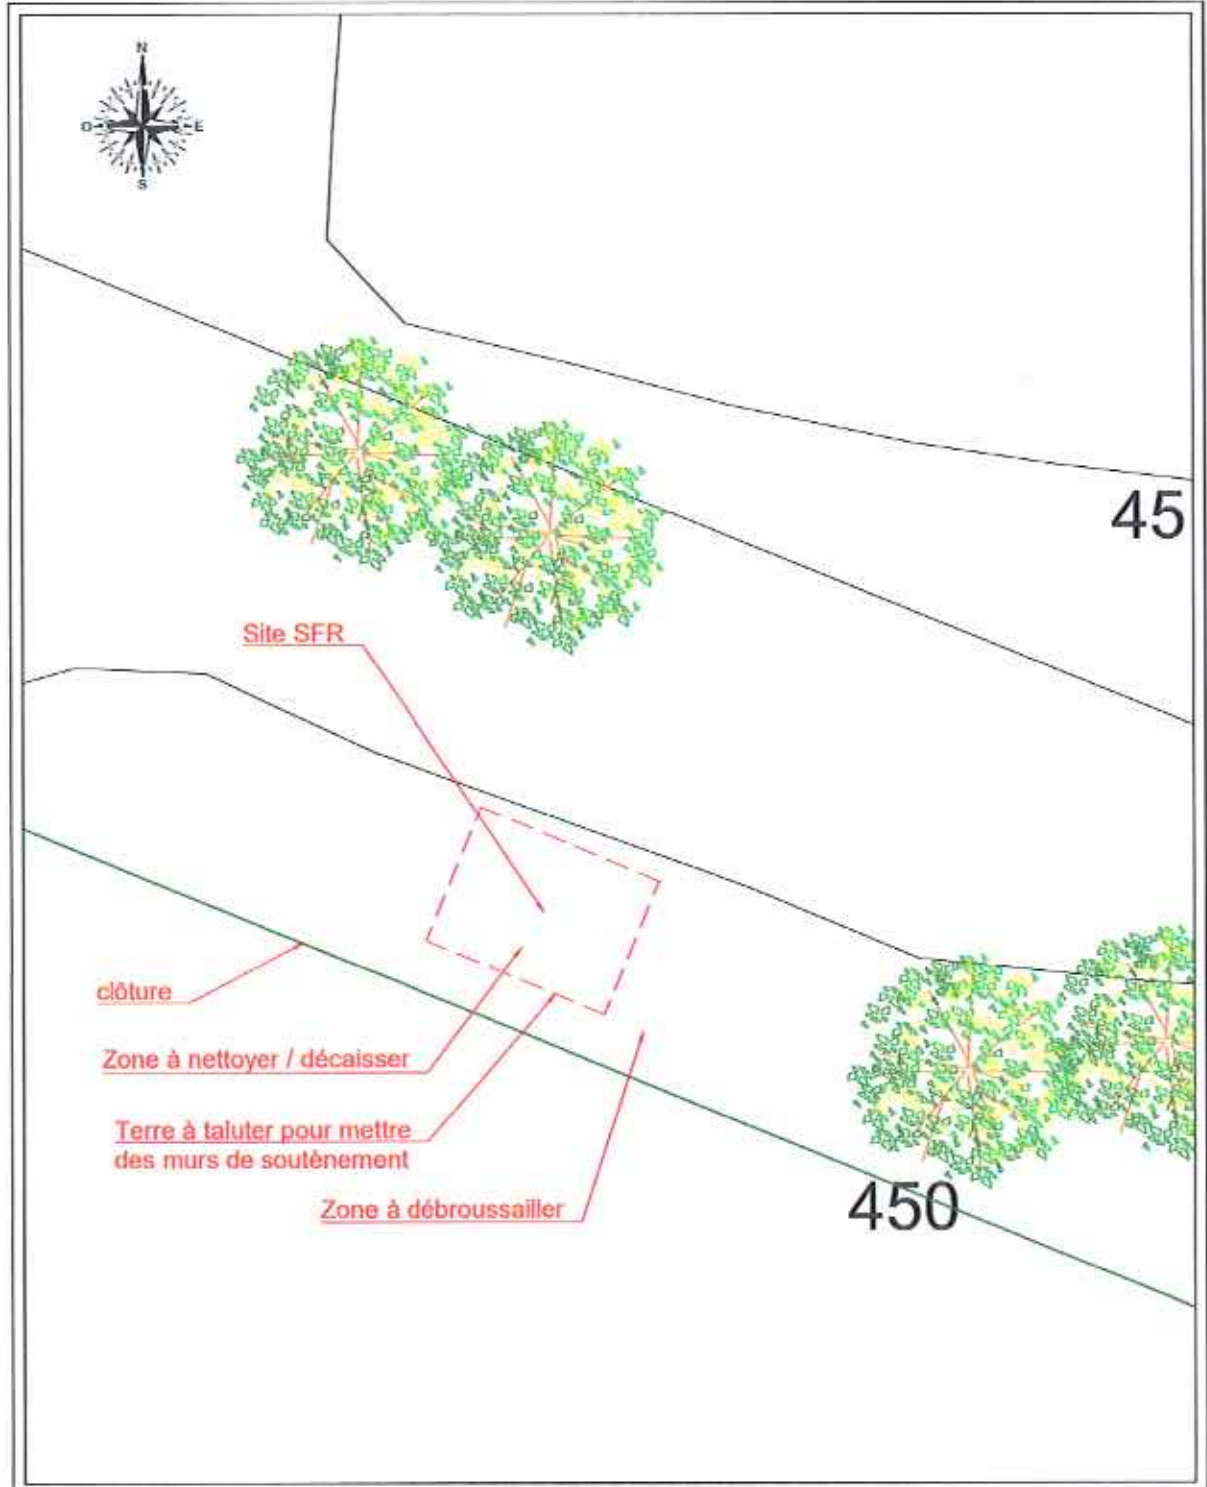 N
O E
S
45
Site SFR
clôture
Zone à nettoyer / décaisser
Terre à taluter pour mettre
des murs de soutènement
Zone à débroussailler
450